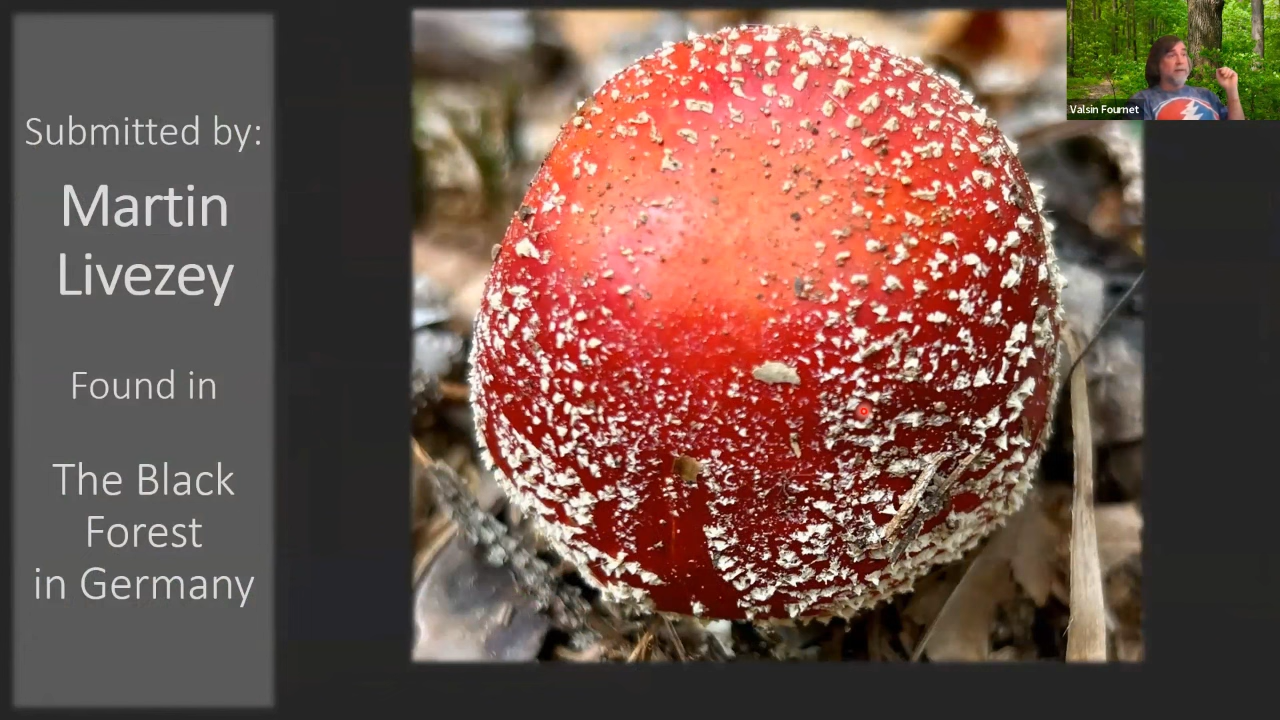 Submitted by:
Martin
Livezey
Found in
The Black
Forest
in Germany
Valsin Fournet